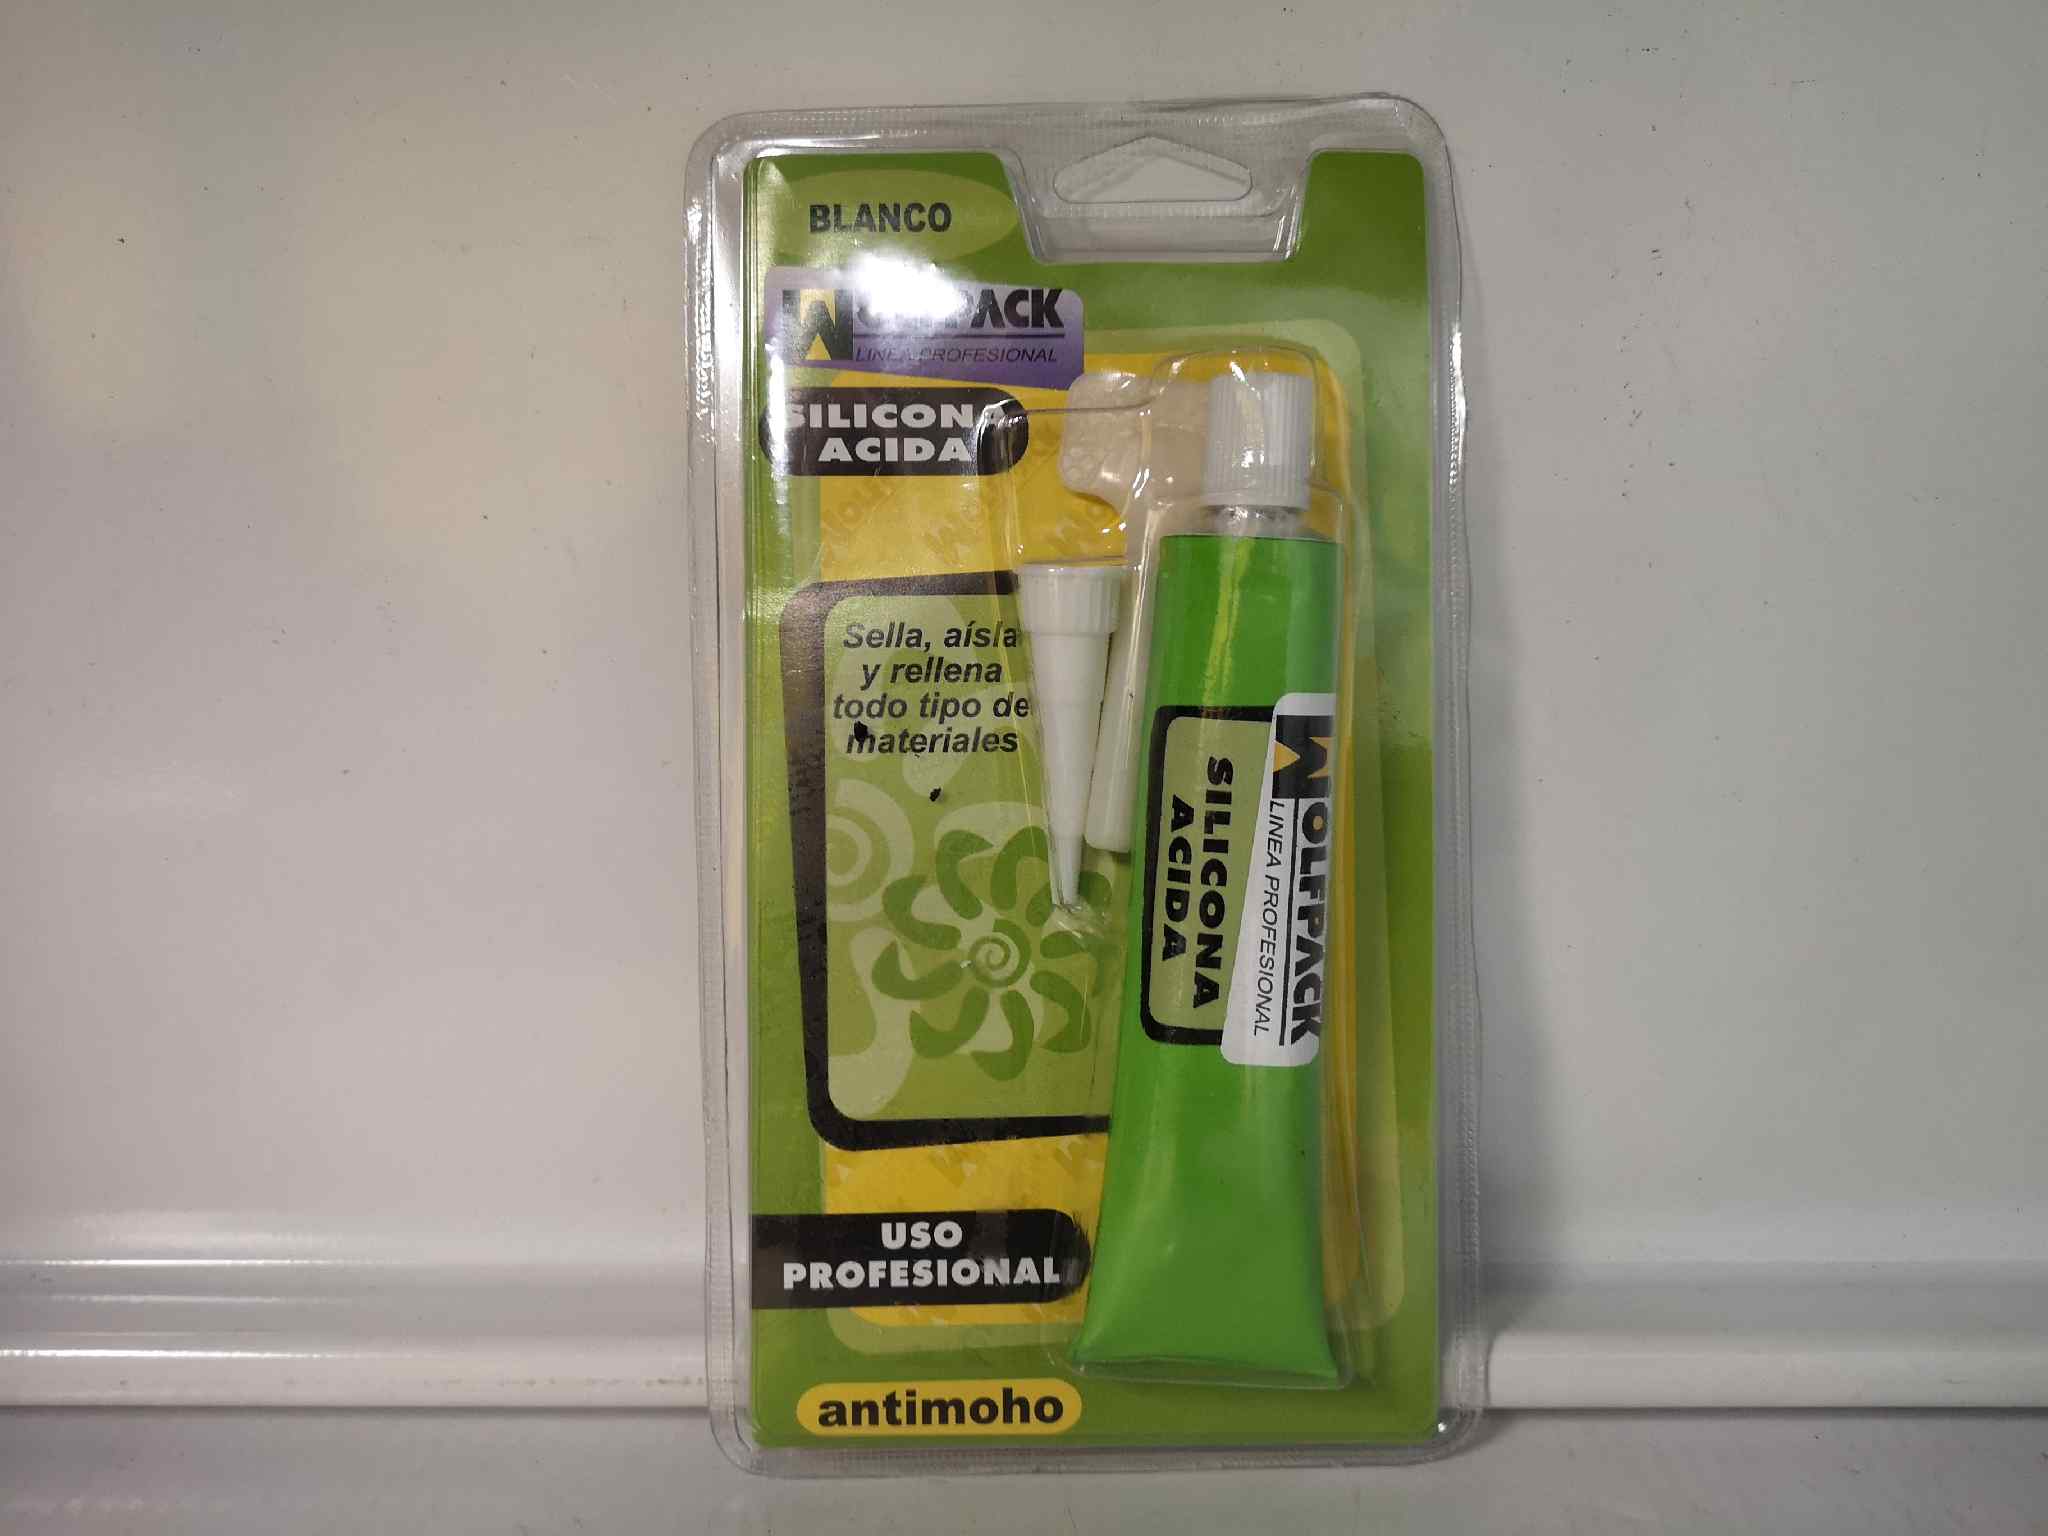 BLANCO
WOLFPACK
LINEA PROFESIONAL
SILICONA
ACIDA
Sella, aísla
y rellena
todo tipo de
materiales
WOLFPACK
LINEA PROFESIONAL
SILICONA
ACIDA
USO
PROFESIONAL
antimoho